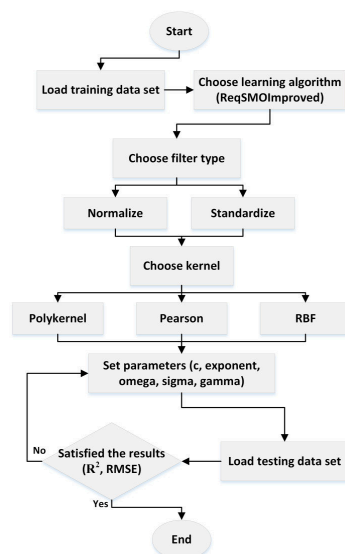 Start
Load training data set
Choose learning algorithm
(ReqSMOImproved)
Choose filter type
Normalize
Standardize
Choose kernel
Polykernel
Pearson
RBF
Set parameters (c, exponent,
omega, sigma, gamma)
No
Satisfied the results
(R², RMSE)
Load testing data set
Yes
End